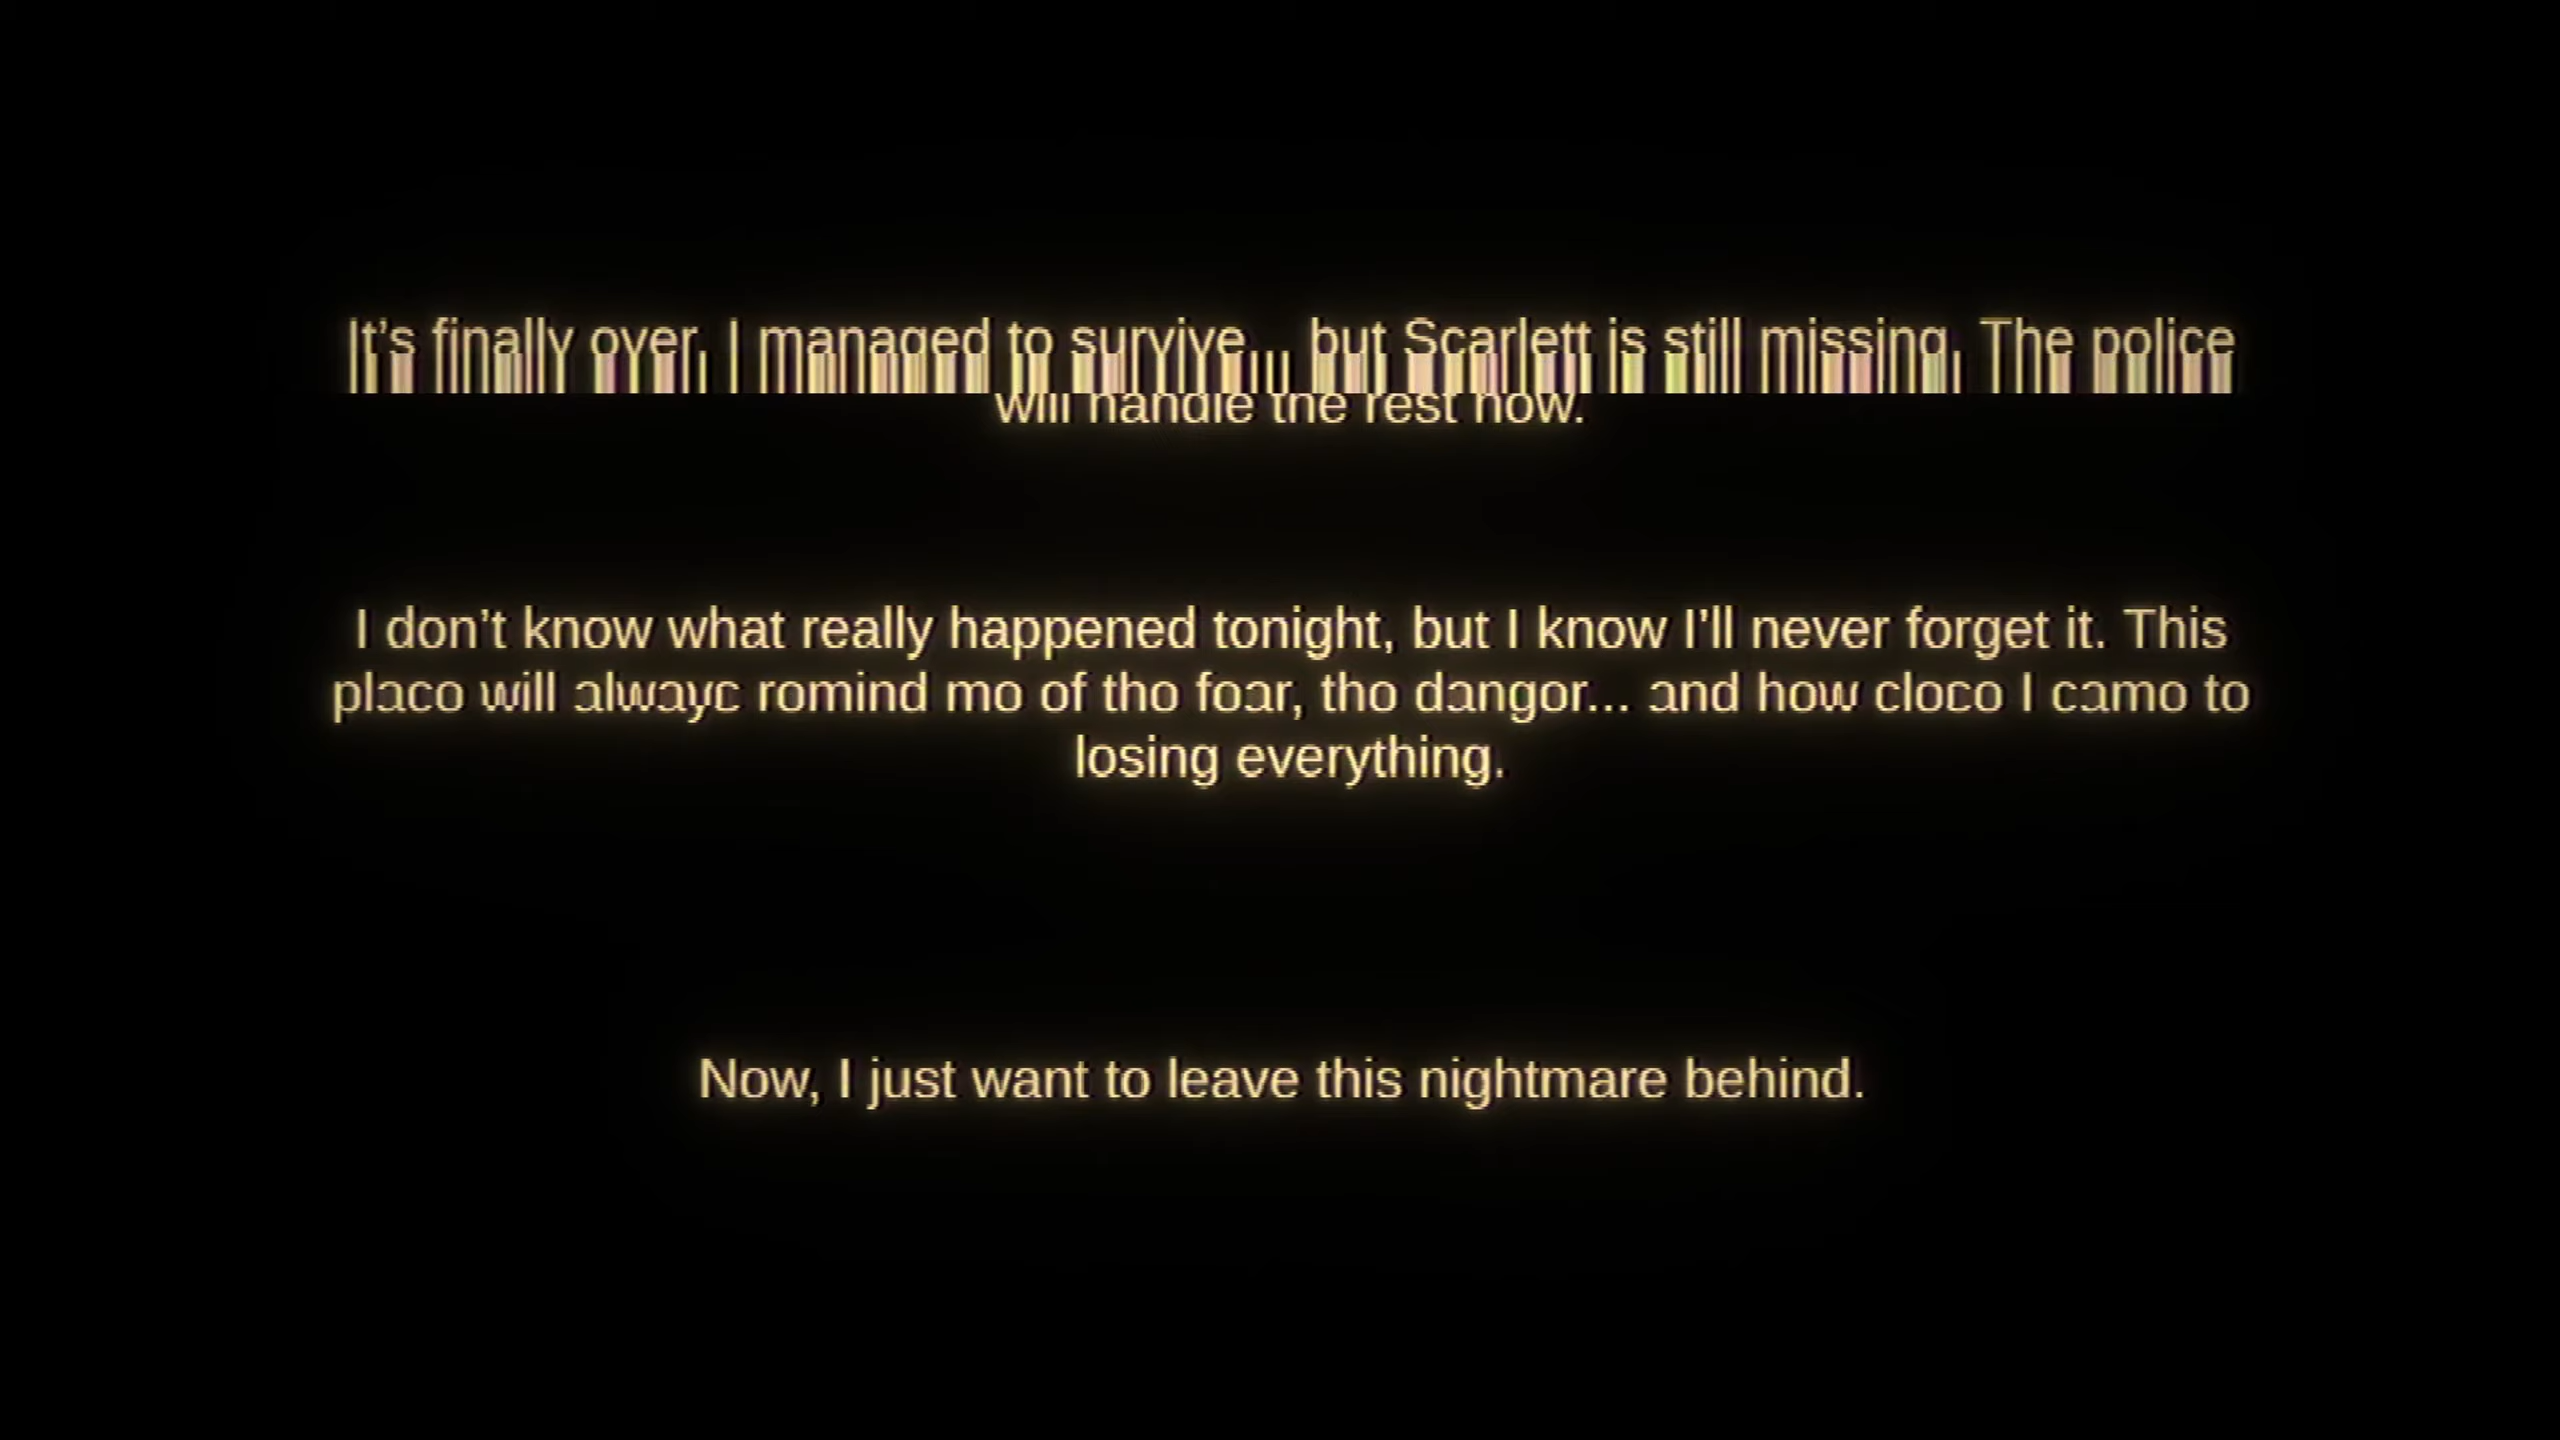 It's finally over. I managed to survive... but Scarlett is still missing. The police
will handle the rest now.
I don't know what really happened tonight, but I know I'll never forget it. This
placo will alwayc romind mo of tho foar, tho dangor... and how cloco I camo to
losing everything.
Now, I just want to leave this nightmare behind.